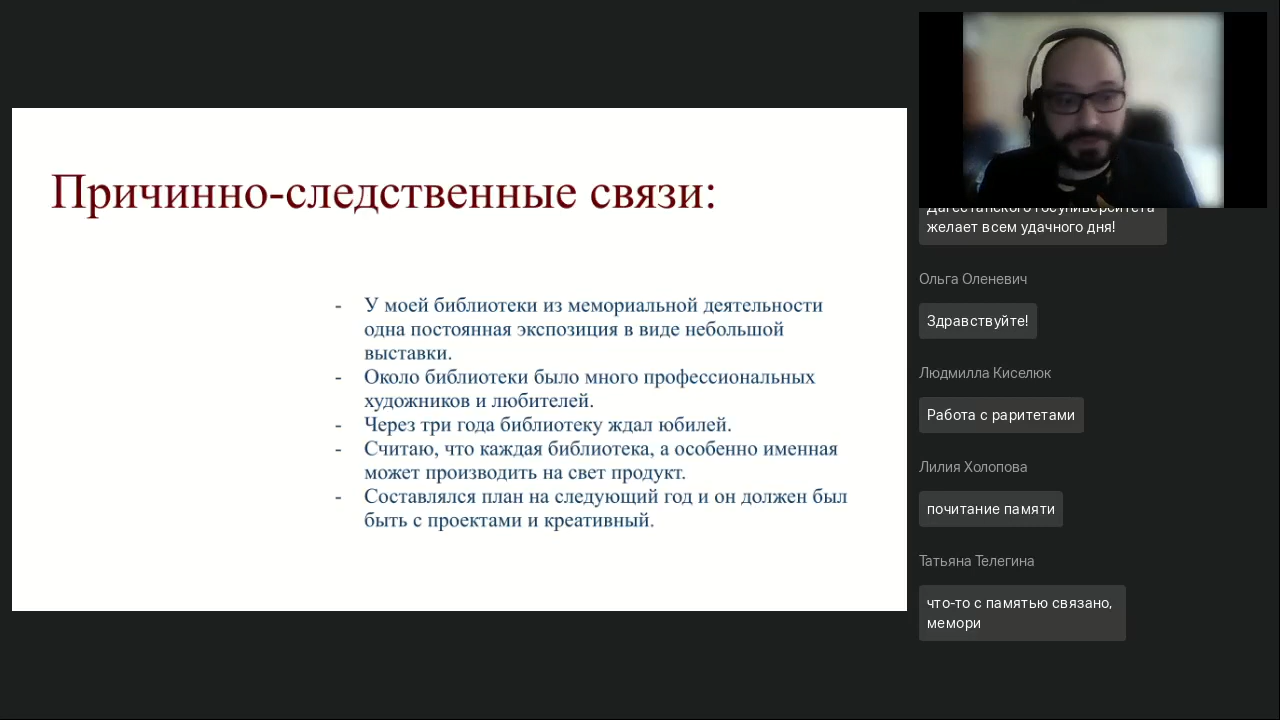 Причинно-следственные связи:
- У моей библиотеки из мемориальной деятельности
одна постоянная экспозиция в виде небольшой
выставки.
- Около библиотеки было много профессиональных
художников и любителей.
- Через три года библиотеку ждал юбилей.
- Считаю, что каждая библиотека, а особенно именная
может производить на свет продукт.
- Составлялся план на следующий год и он должен был
быть с проектами и креативный.
Дагестанского госуниверситета
желает всем удачного дня!
Ольга Оленевич
Здравствуйте!
Людмилла Киселюк
Работа с раритетами
Лилия Холопова
почитание памяти
Татьяна Телегина
что-то с памятью связано,
мемори